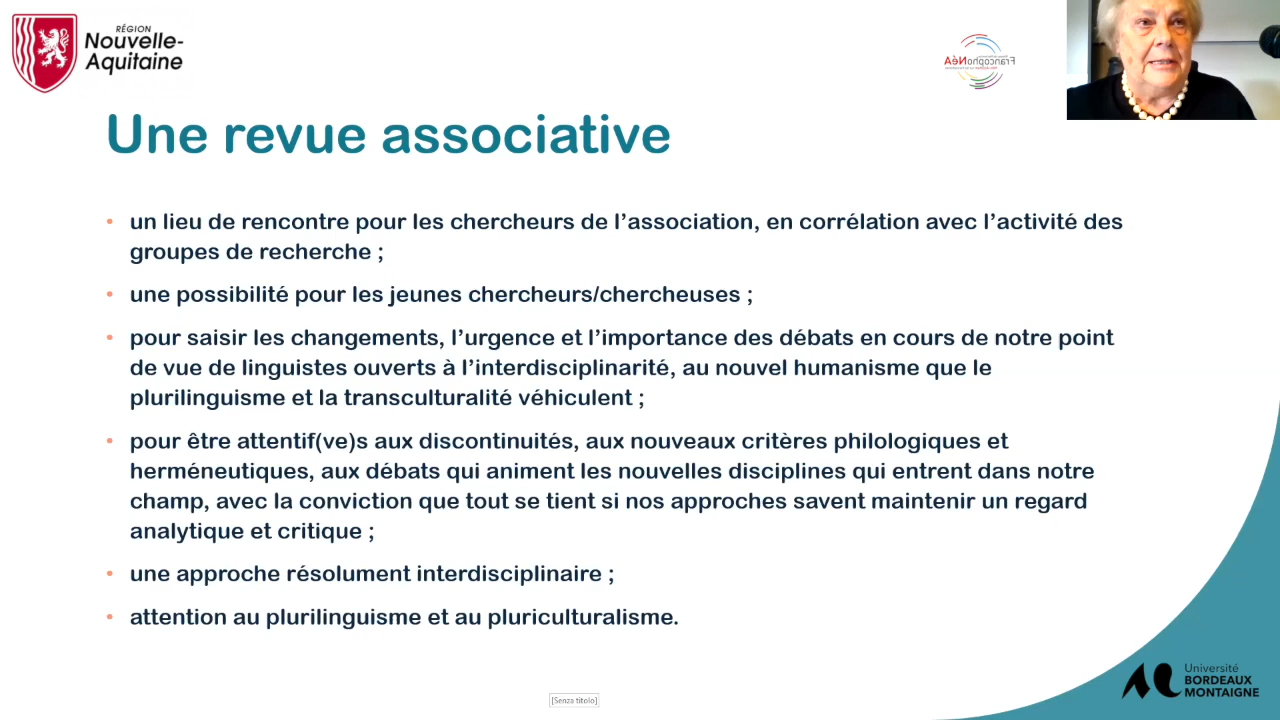 RÉGION
Nouvelle-
Aquitaine
FrancophoNéA
Une revue associative
• un lieu de rencontre pour les chercheurs de l’association, en corrélation avec l’activité des
groupes de recherche ;
• une possibilité pour les jeunes chercheurs/chercheuses ;
• pour saisir les changements, l’urgence et l’importance des débats en cours de notre point
de vue de linguistes ouverts à l’interdisciplinarité, au nouvel humanisme que le
plurilinguisme et la transculturalité véhiculent ;
• pour être attentif(ve)s aux discontinuités, aux nouveaux critères philologiques et
herméneutiques, aux débats qui animent les nouvelles disciplines qui entrent dans notre
champ, avec la conviction que tout se tient si nos approches savent maintenir un regard
analytique et critique ;
• une approche résolument interdisciplinaire ;
• attention au plurilinguisme et au pluriculturalisme.
Université
BORDEAUX
MONTAIGNE
[Senza titolo]